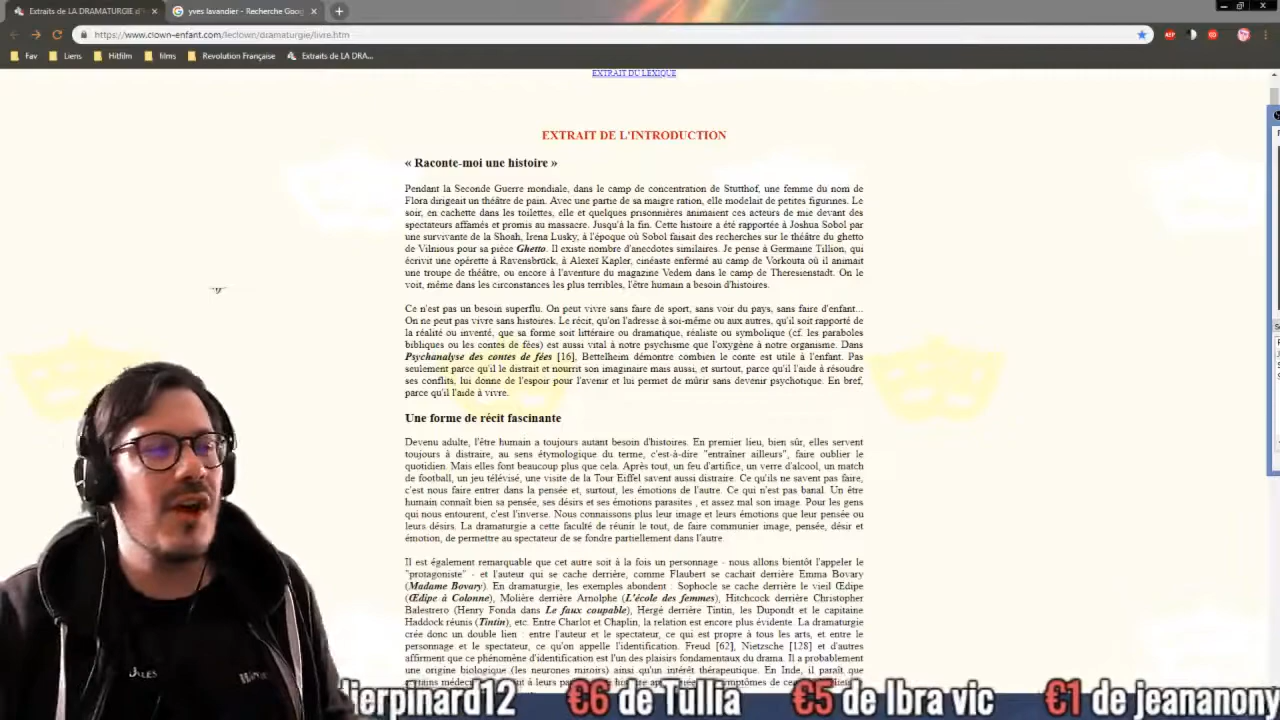 Extraits de LA DRAMATURGIE d'
yves lavandier - Recherche Goog
https://www.clown-enfant.com/leclown/dramaturgie/livre.htm
Fav
Liens
Hitfilm
films
Revolution Française
Extraits de LA DRA...
EXTRAIT DU LEXIQUE
EXTRAIT DE L'INTRODUCTION
« Raconte-moi une histoire »
Pendant la Seconde Guerre mondiale, dans le camp de concentration de Stutthof, une femme du nom de
Flora dirigeait un théâtre de pain. Avec une partie de sa maigre ration, elle modelait de petites figurines. Le
soir, en cachette dans les toilettes, elle et quelques prisonnières animaient ces acteurs de mie devant des
spectateurs affamés et promis au massacre. Jusqu'à la fin. Cette histoire a été rapportée à Joshua Sobol par
une survivante de la Shoah, Irena Lusky, à l'époque où Sobol faisait des recherches sur le théâtre du ghetto
de Vilnious pour sa pièce Ghetto. Il existe nombre d'anecdotes similaires. Je pense à Germaine Tillion, qui
écrivit une opérette à Ravensbrück, à Alexeï Kapler, cinéaste enfermé au camp de Vorkouta où il animait
une troupe de théâtre, ou encore à l'aventure du magazine Vedem dans le camp de Theresienstadt. On le
voit, même dans les circonstances les plus terribles, l'être humain a besoin d'histoires.
Ce n'est pas un besoin superflu. On peut vivre sans faire de sport, sans voir du pays, sans faire d'enfant...
On ne peut pas vivre sans histoires. Le récit, qu'on l'adresse à soi-même ou aux autres, qu'il soit rapporté de
la réalité ou inventé, que sa forme soit littéraire ou dramatique, réaliste ou symbolique (cf. les paraboles
bibliques ou les contes de fées) est aussi vital à notre psychisme que l'oxygène à notre organisme. Dans
Psychanalyse des contes de fées [16], Bettelheim démontre combien le conte est utile à l'enfant. Pas
seulement parce qu'il le distrait et nourrit son imaginaire mais aussi, et surtout, parce qu'il l'aide à résoudre
ses conflits, lui donne de l'espoir pour l'avenir et lui permet de mûrir sans devenir psychotique. En bref,
parce qu'il l'aide à vivre.
Une forme de récit fascinante
Devenu adulte, l'être humain a toujours autant besoin d'histoires. En premier lieu, bien sûr, elles servent
toujours à distraire, au sens étymologique du terme, c'est-à-dire "entraîner ailleurs", faire oublier le
quotidien. Mais elles font beaucoup plus que cela. Après tout, un feu d'artifice, un verre d'alcool, un match
de football, un jeu télévisé, une visite de la Tour Eiffel savent aussi distraire. Ce qu'ils ne savent pas faire,
c'est nous faire entrer dans la pensée et, surtout, les émotions de l'autre. Ce qui n'est pas banal. Un être
humain connaît bien sa pensée, ses désirs et ses émotions parasites , et assez mal son image. Pour les gens
qui nous entourent, c'est l'inverse. Nous connaissons plus leur image et leurs émotions que leur pensée ou
leurs désirs. La dramaturgie a cette faculté de réunir le tout, de faire communier image, pensée, désir et
émotion, de permettre au spectateur de se fondre partiellement dans l'autre.
Il est également remarquable que cet autre soit à la fois un personnage - nous allons bientôt l'appeler le
"protagoniste" - et l'auteur qui se cache derrière, comme Flaubert se cachait derrière Emma Bovary
(Madame Bovary). En dramaturgie, les exemples abondent : Sophocle se cache derrière le vieil Œdipe
(Œdipe à Colonne), Molière derrière Arnolphe (L'école des femmes), Hitchcock derrière Christopher
Balestrero (Henry Fonda dans Le faux coupable), Hergé derrière Tintin, les Dupondt et le capitaine
Haddock réunis (Tintin), etc. Entre Charlot et Chaplin, la relation est encore plus évidente. La dramaturgie
crée donc un double lien : entre l'auteur et le spectateur, ce qui est propre à tous les arts, et entre le
personnage et le spectateur, ce qu'on appelle l'identification. Freud [62], Nietzsche [128] et d'autres
affirment que ce phénomène d'identification est l'un des plaisirs fondamentaux du drama. Il a probablement
une origine biologique (les neurones miroirs) ainsi qu'un intérêt thérapeutique. En Inde, il paraît que
lierpinard12 €6 de Tullia €5 de Ibra vic €1 de jeananony